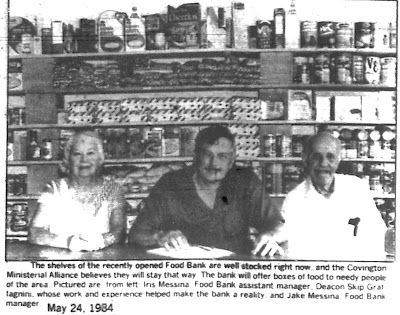 The shelves of the recently opened Food Bank are well stocked right now, and the Covington
Ministerial Alliance believes they will stay that way. The bank will offer boxes of food to needy people
of the area. Pictured are from left Iris Messina, Food Bank assistant manager, Deacon Skip Graf
fagnini, whose work and experience helped make the bank a reality, and Jake Messina, Food Bank
manager
May 24, 1984